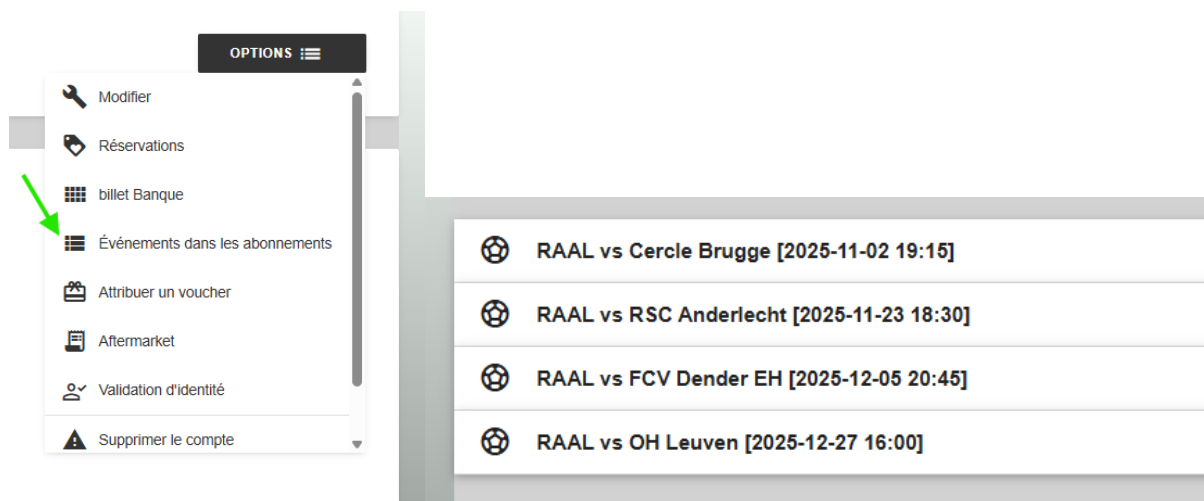 OPTIONS
Modifier
Réservations
billet Banque
Événements dans les abonnements
Attribuer un voucher
Aftermarket
Validation d'identité
Supprimer le compte
RAAL vs Cercle Brugge [2025-11-02 19:15]
RAAL vs RSC Anderlecht [2025-11-23 18:30]
RAAL vs FCV Dender EH [2025-12-05 20:45]
RAAL vs OH Leuven [2025-12-27 16:00]